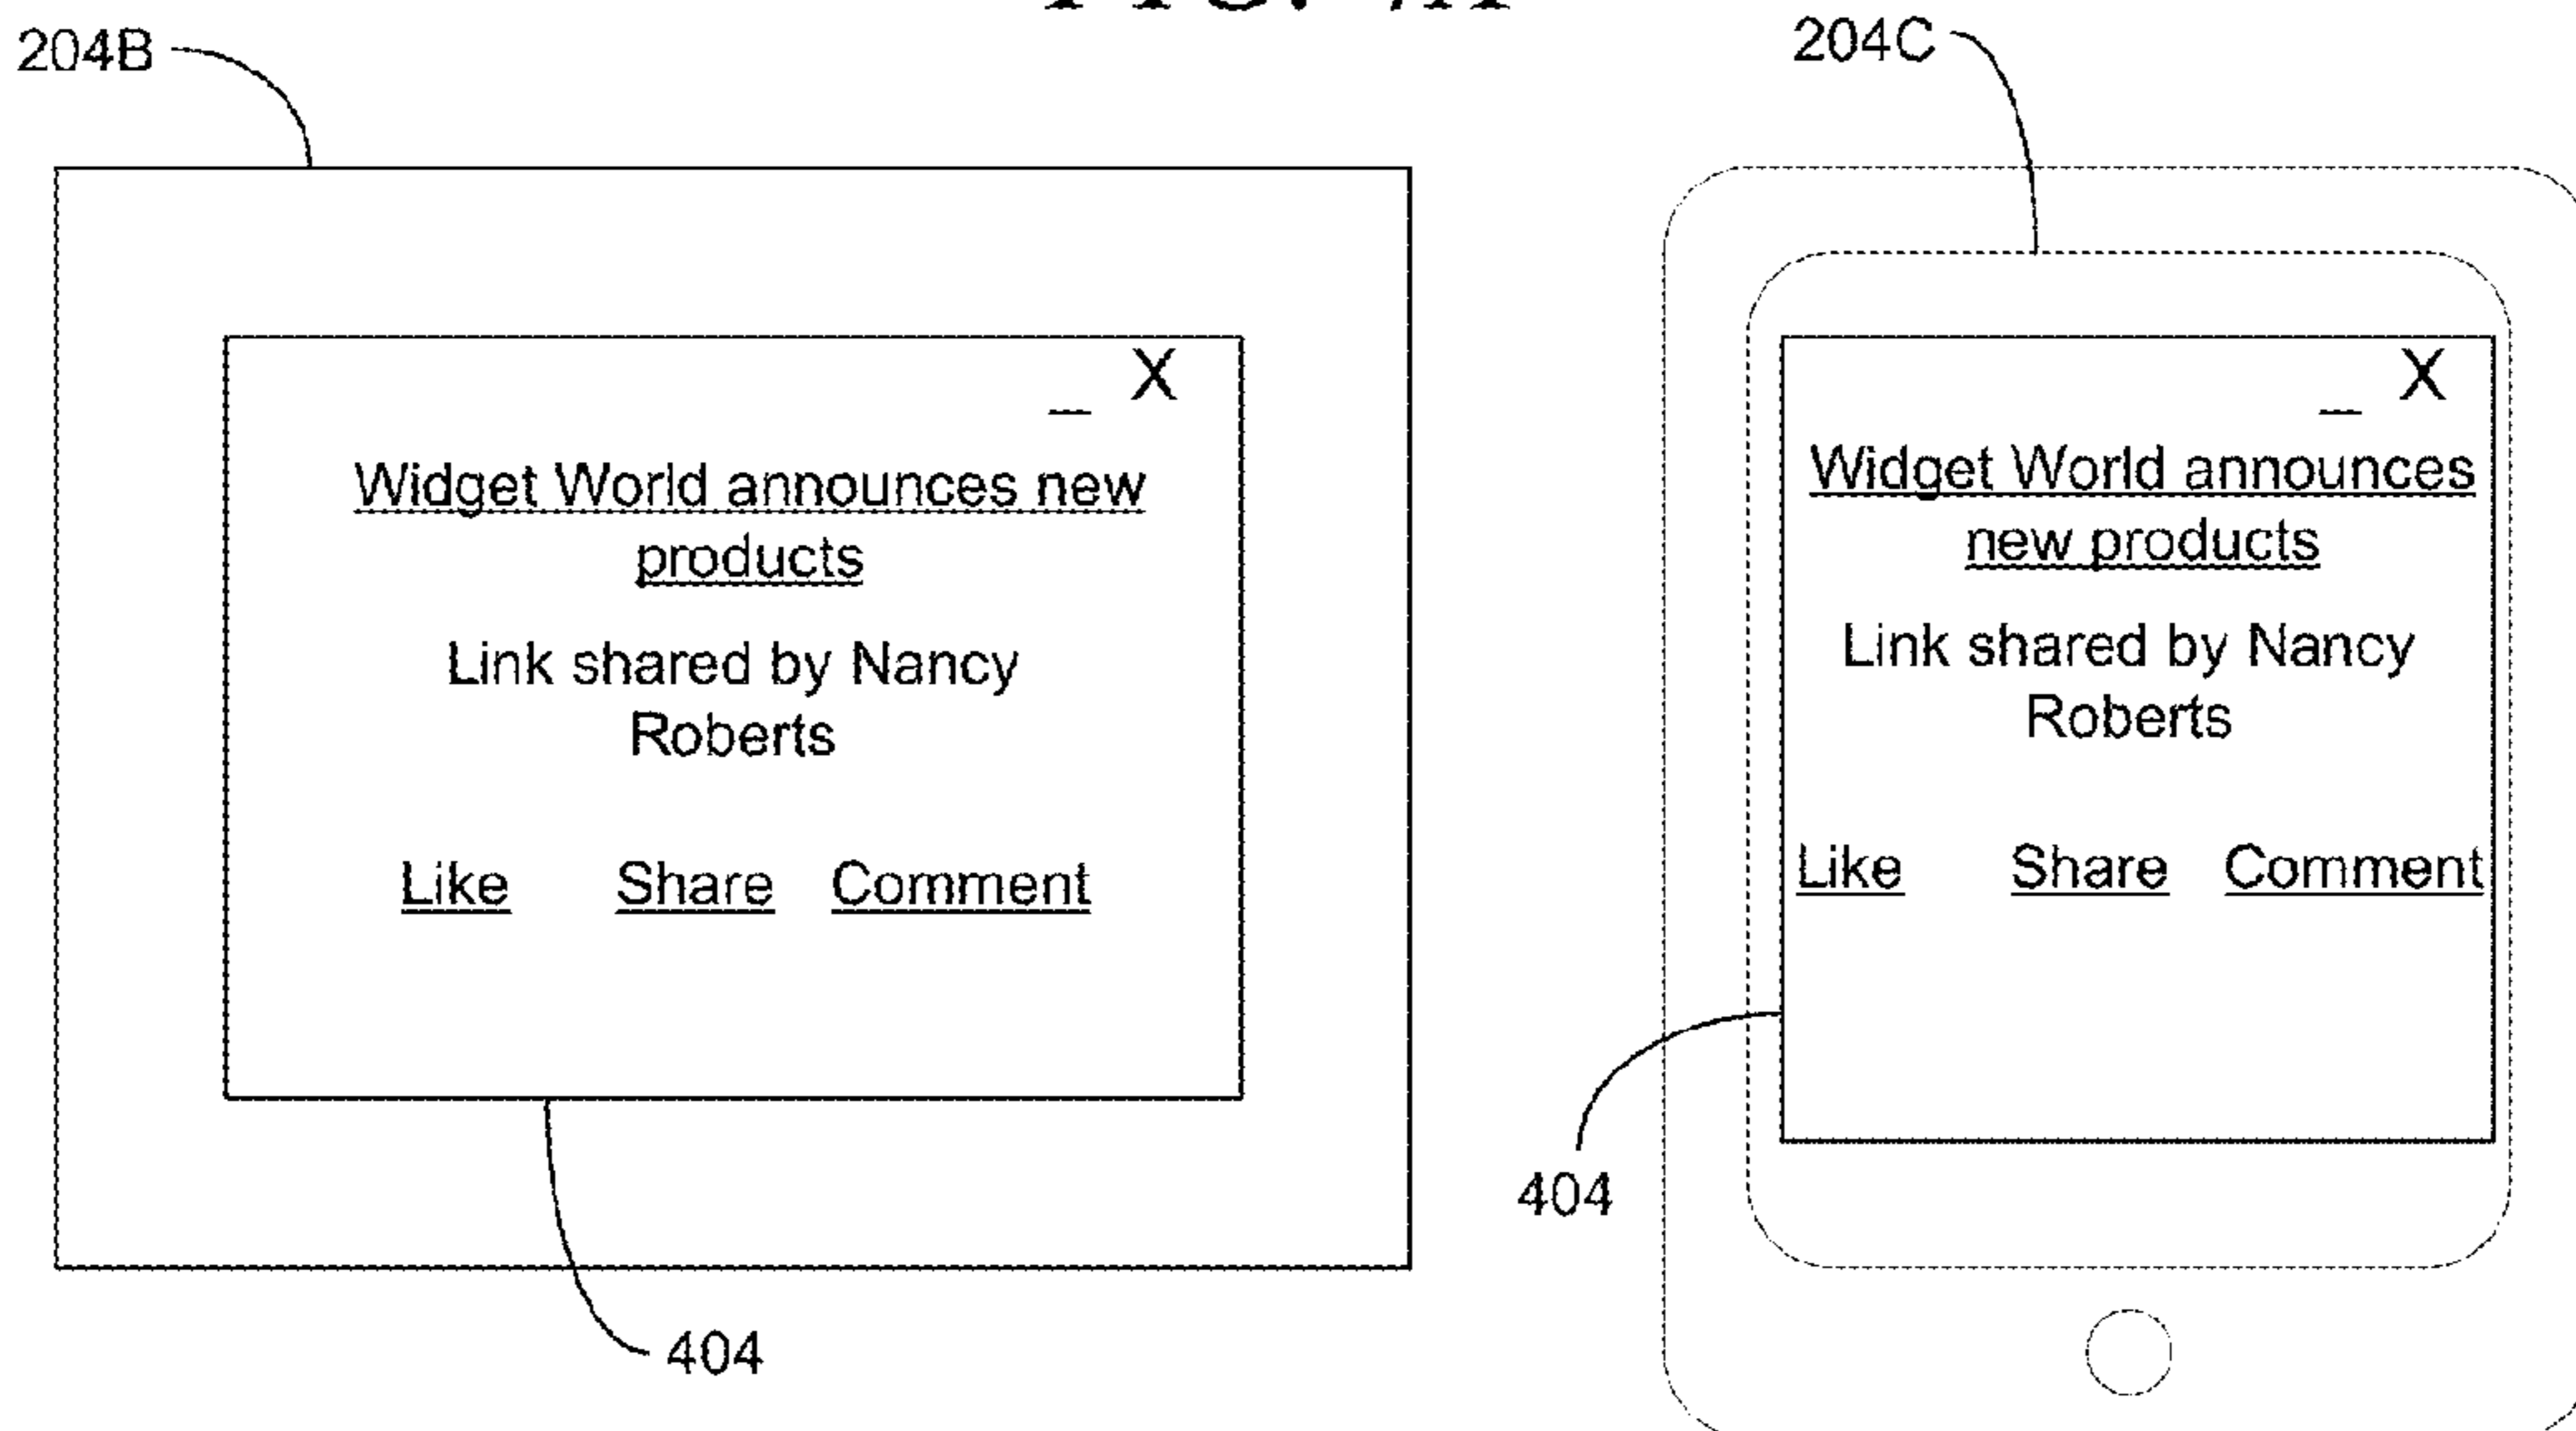 204B
_ X
Widget World announces new
products
Link shared by Nancy
Roberts
Like Share Comment
404
204C
_ X
Widget World announces
new products
Link shared by Nancy
Roberts
Like Share Comment
404